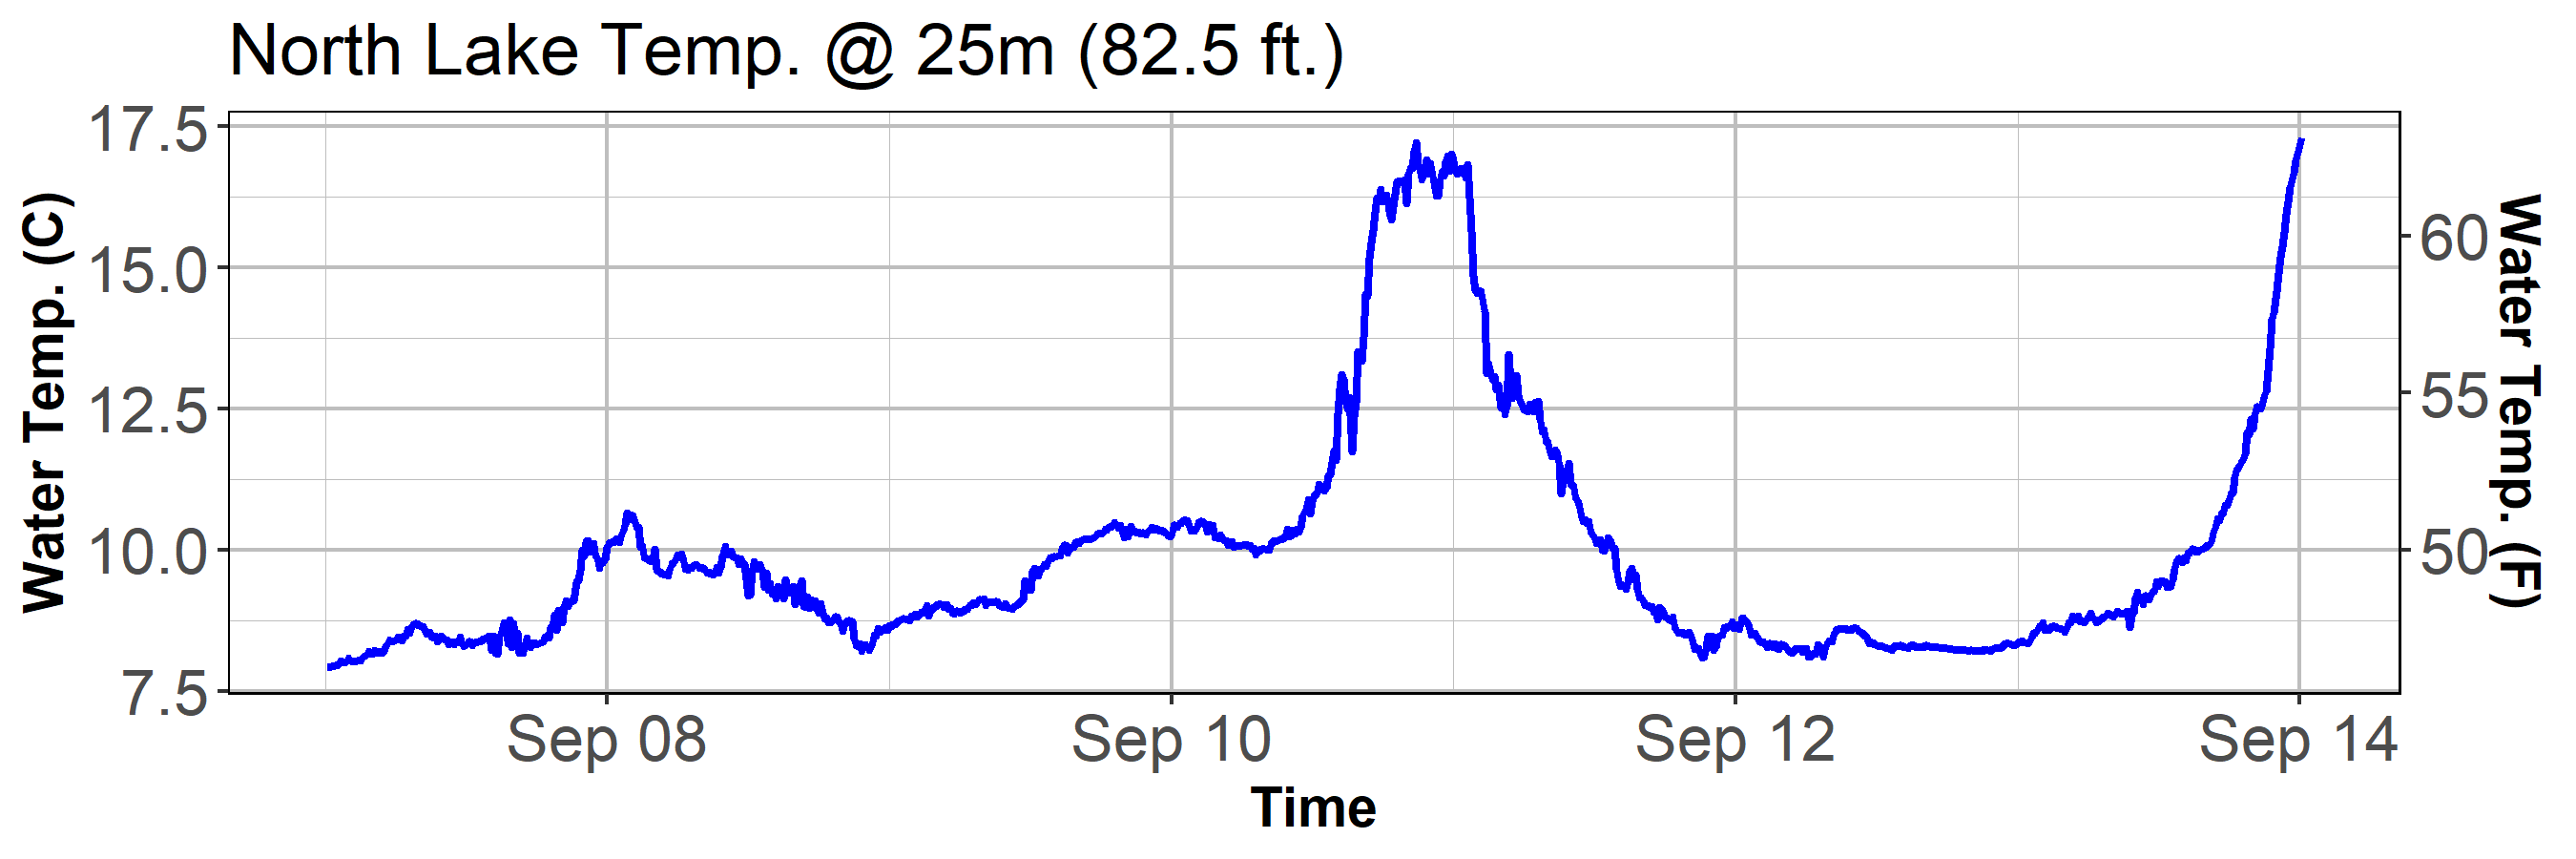 North Lake Temp. @ 25m (82.5 ft.)
Water Temp. (C)
17.5
15.0
12.5
10.0
7.5
60
55
50
Water Temp. (F)
Sep 08
Sep 10
Sep 12
Sep 14
Time